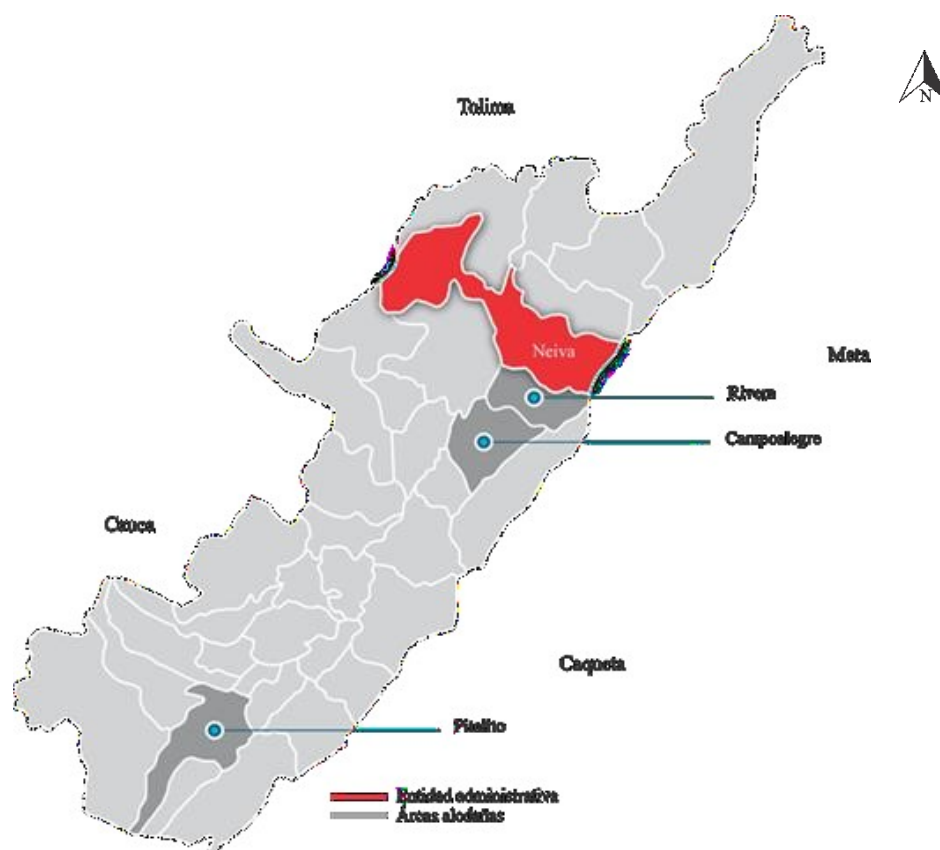 N
Tolima
Neiva
Meta
Rivera
Campoalegre
Cauca
Caqueta
Pitalito
Entidad administrativa
Áreas aledañas